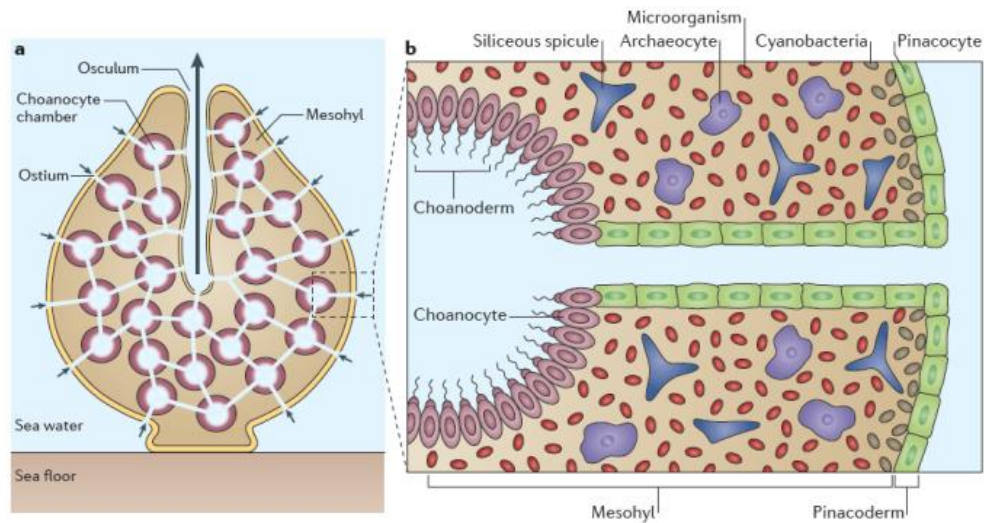 a
Osculum
Choanocyte
chamber
Mesohyl
Ostium
Sea water
Sea floor
b
Microorganism
Siliceous spicule
Archaeocyte
Cyanobacteria
Pinacocyte
Choanoderm
Choanocyte
Mesohyl
Pinacoderm